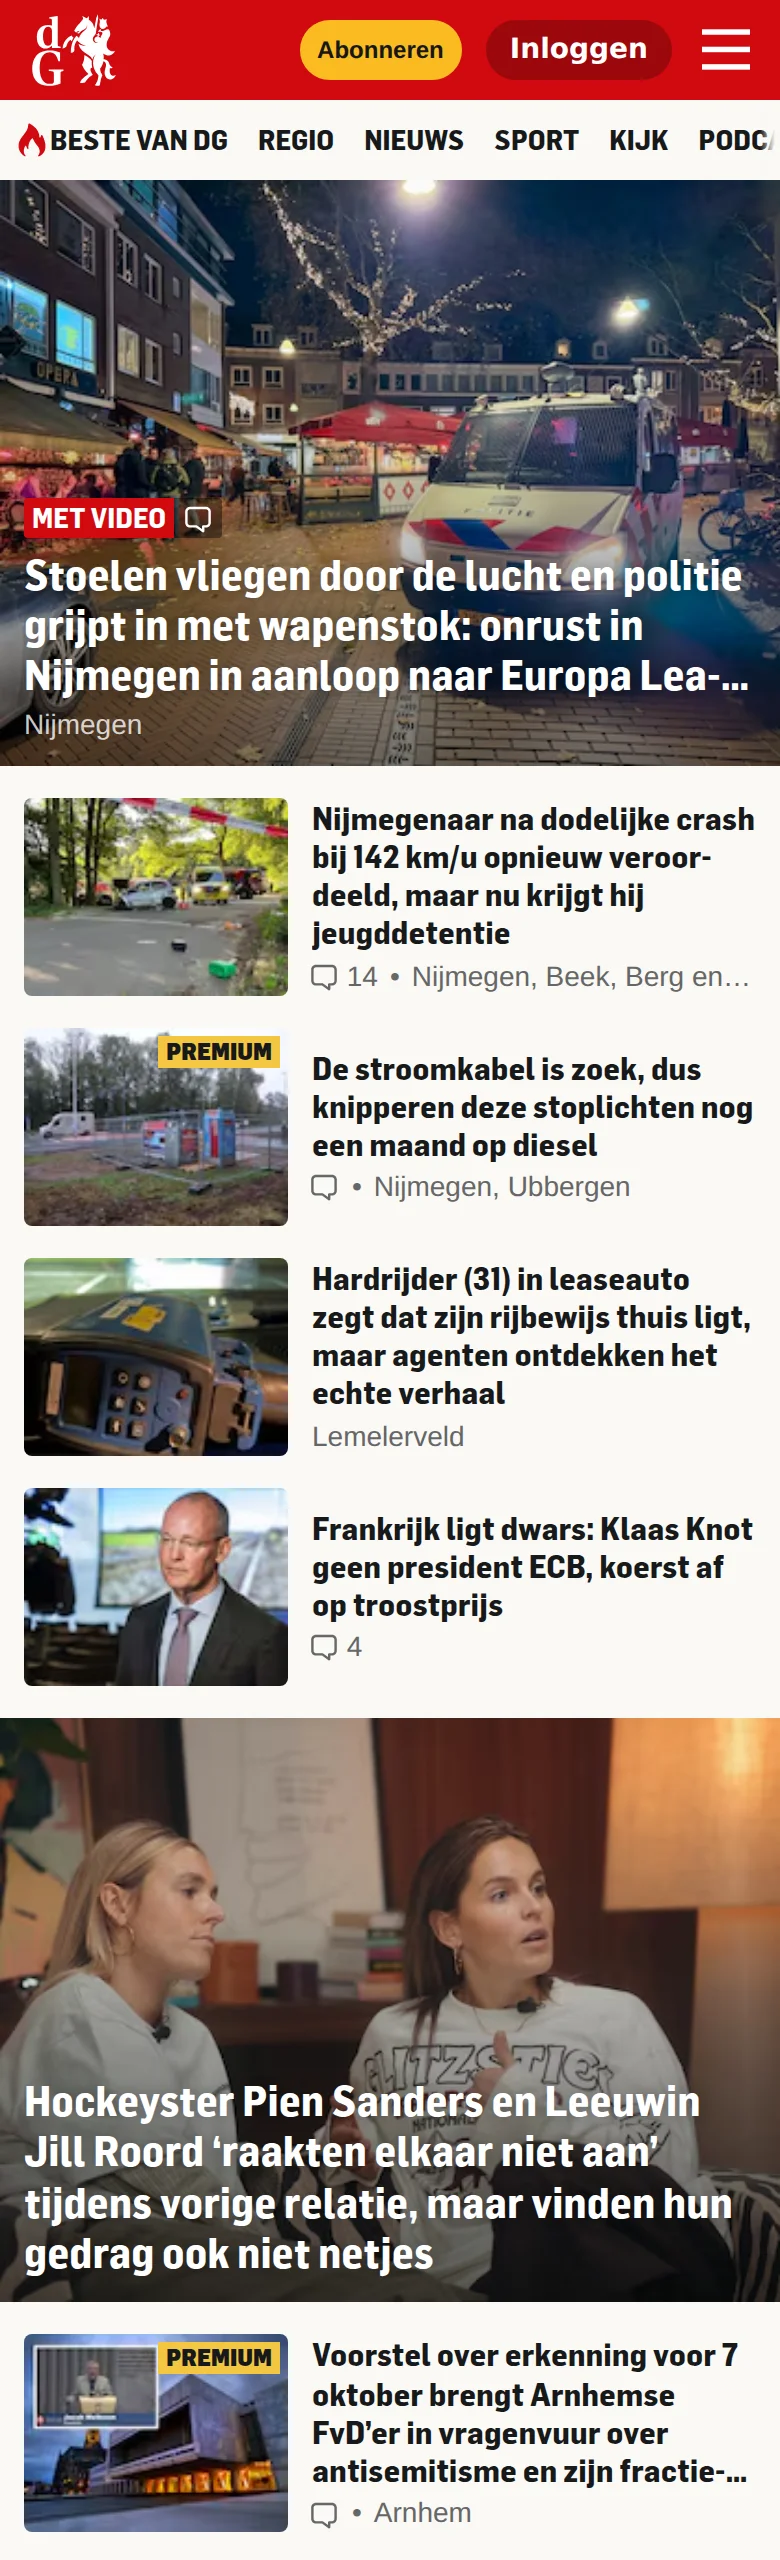 dG
Abonneren
Inloggen
BESTE VAN DG REGIO NIEUWS SPORT KIJK PODCA
OPERA
POLITIE
MET VIDEO
Stoelen vliegen door de lucht en politie
grijpt in met wapenstok: onrust in
Nijmegen in aanloop naar Europa Lea-...
Nijmegen
Nijmegenaar na dodelijke crash
bij 142 km/u opnieuw veroor-
deeld, maar nu krijgt hij
jeugddetentie
14 • Nijmegen, Beek, Berg en...
PREMIUM
De stroomkabel is zoek, dus
knipperen deze stoplichten nog
een maand op diesel
• Nijmegen, Ubbergen
Hardrijder (31) in leaseauto
zegt dat zijn rijbewijs thuis ligt,
maar agenten ontdekken het
echte verhaal
Lemelerveld
Frankrijk ligt dwars: Klaas Knot
geen president ECB, koerst af
op troostprijs
4
Hockeyster Pien Sanders en Leeuwin
Jill Roord ‘raakten elkaar niet aan’
tijdens vorige relatie, maar vinden hun
gedrag ook niet netjes
PREMIUM
Voorstel over erkenning voor 7
oktober brengt Arnhemse
FvD’er in vragenvuur over
antisemitisme en zijn fractie-...
• Arnhem